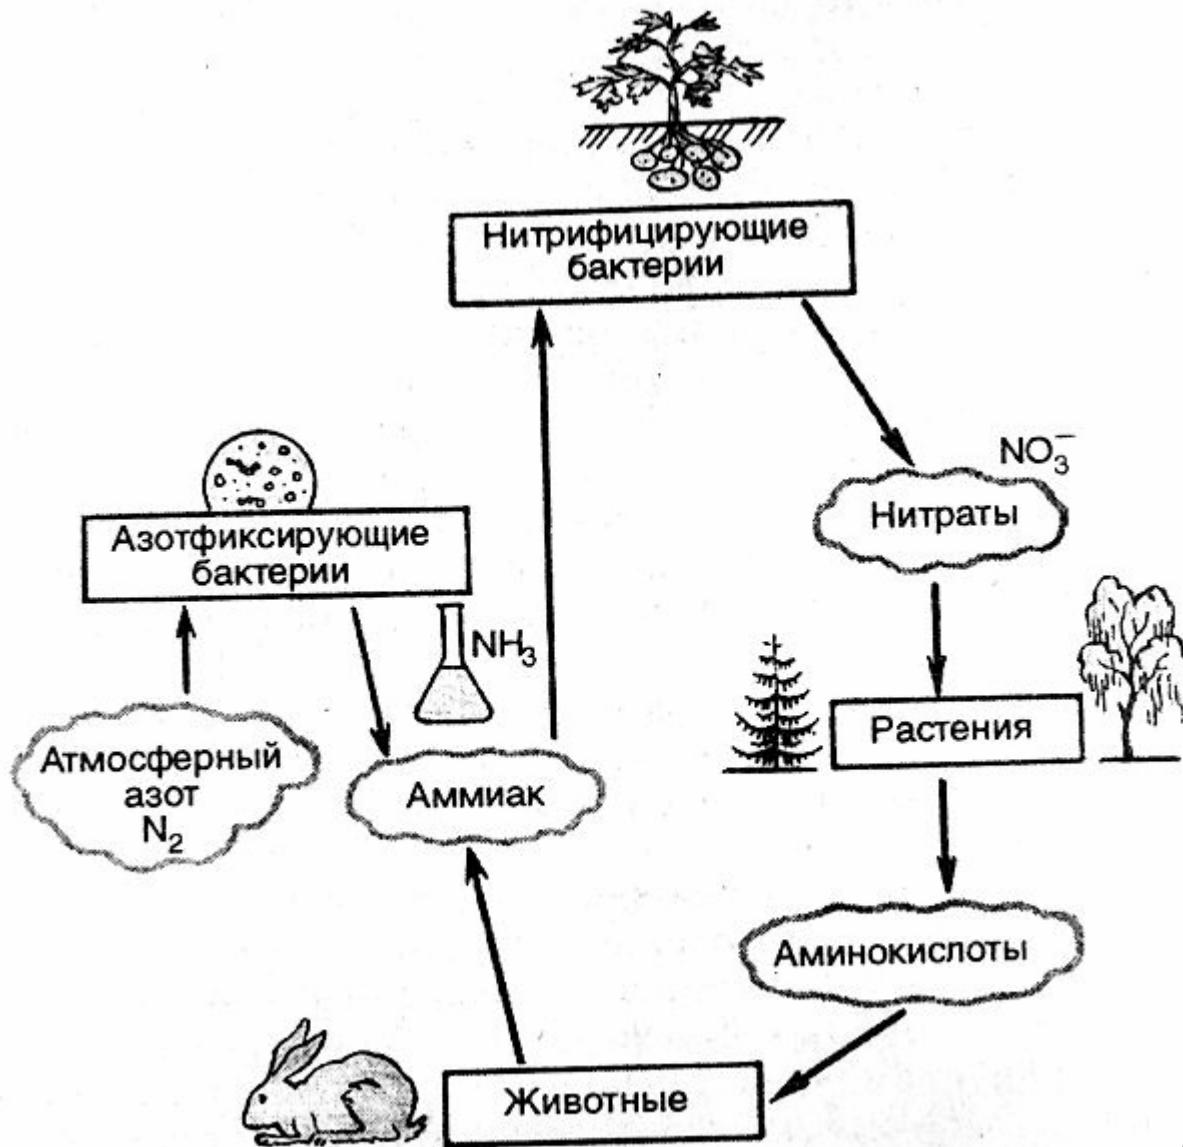 Нитрифицирующие
бактерии
NO₃⁻
Нитраты
Азотфиксирующие
бактерии
NH₃
Растения
Атмосферный
азот
N₂
Аммиак
Аминокислоты
Животные